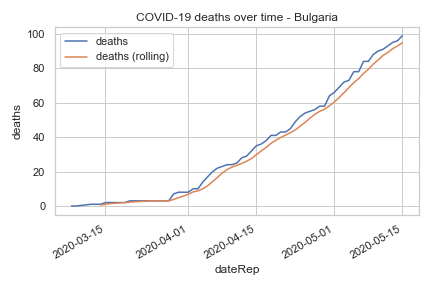 COVID-19 deaths over time - Bulgaria
deaths
deaths (rolling)
100
80
60
40
20
0
deaths
2020-03-15
2020-04-01
2020-04-15
2020-05-01
2020-05-15
dateRep